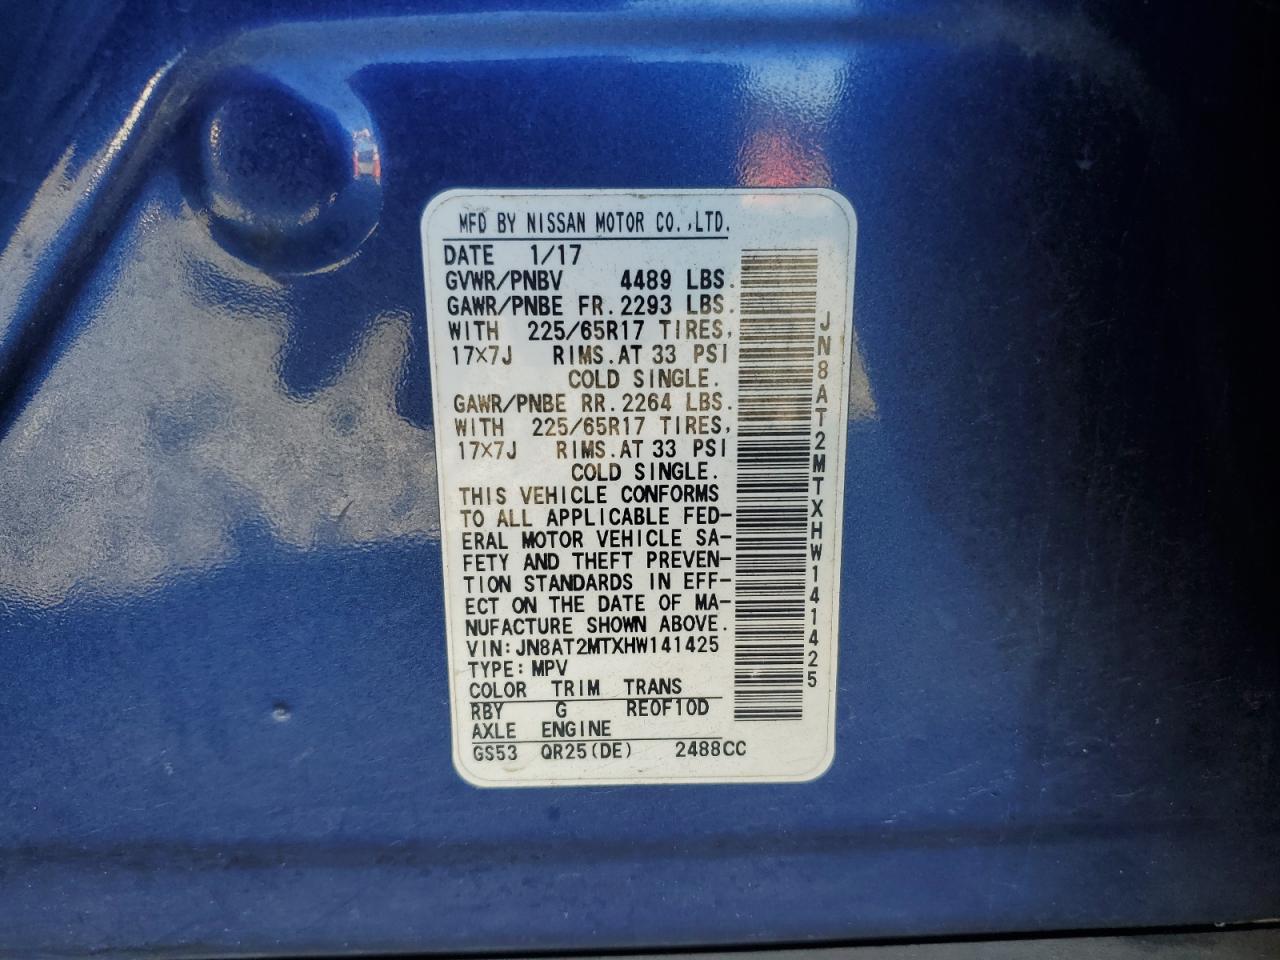 MFD BY NISSAN MOTOR CO.,LTD.
DATE 1/17
GVWR/PNBV 4489 LBS.
GAWR/PNBE FR. 2293 LBS.
WITH 225/65R17 TIRES,
17×7J RIMS.AT 33 PSI
COLD SINGLE.
GAWR/PNBE RR. 2264 LBS.
WITH 225/65R17 TIRES,
17×7J RIMS.AT 33 PSI
COLD SINGLE.
THIS VEHICLE CONFORMS
TO ALL APPLICABLE FED-
ERAL MOTOR VEHICLE SA-
FETY AND THEFT PREVEN-
TION STANDARDS IN EFF-
ECT ON THE DATE OF MA-
NUFACTURE SHOWN ABOVE.
VIN:JN8AT2MTXHW141425
TYPE:MPV
COLOR TRIM TRANS
RBY G RE0F10D
AXLE ENGINE
GS53 QR25(DE) 2488CC
JN8AT2MTXHW141425